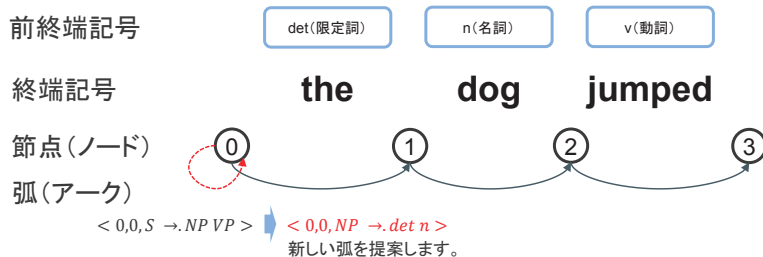 前終端記号 det(限定詞) n(名詞) v(動詞)
終端記号 the dog jumped
節点(ノード) 0 1 2 3
弧(アーク)
< 0,0, S →. NP VP > < 0,0, NP →. det n >
新しい弧を提案します。